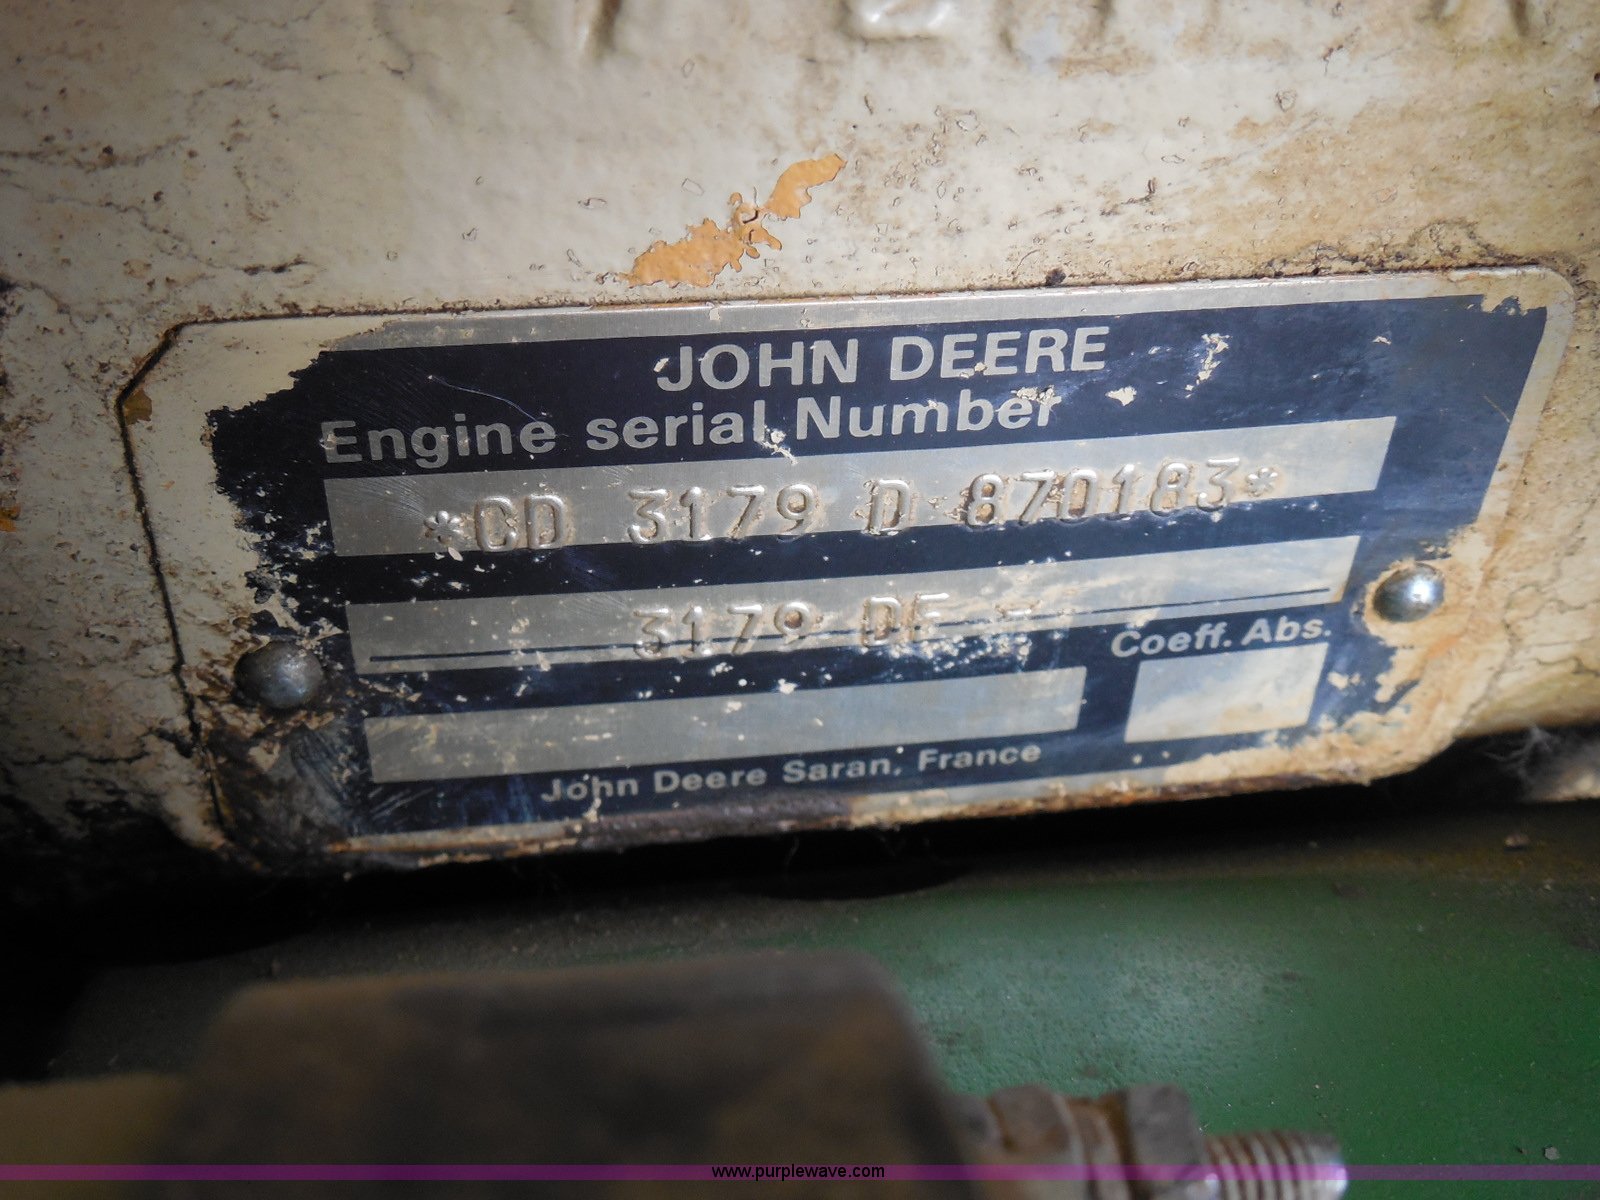 JOHN DEERE
Engine serial Number
*CD 3179 D 870183*
3179 DF -
Coeff. Abs.
John Deere Saran, France
www.purplewave.com